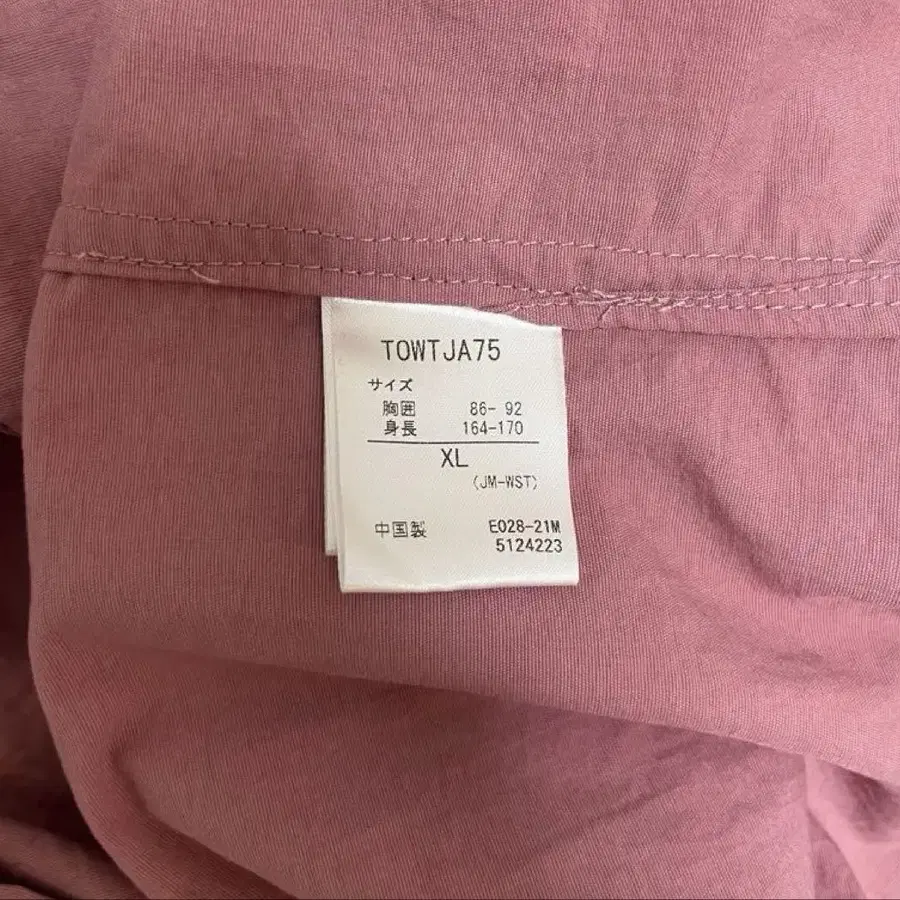 TOWTJA75
サイズ
胸囲 86- 92
身長 164-170
XL
(JM-WST)
中国製 E028-21M
5124223